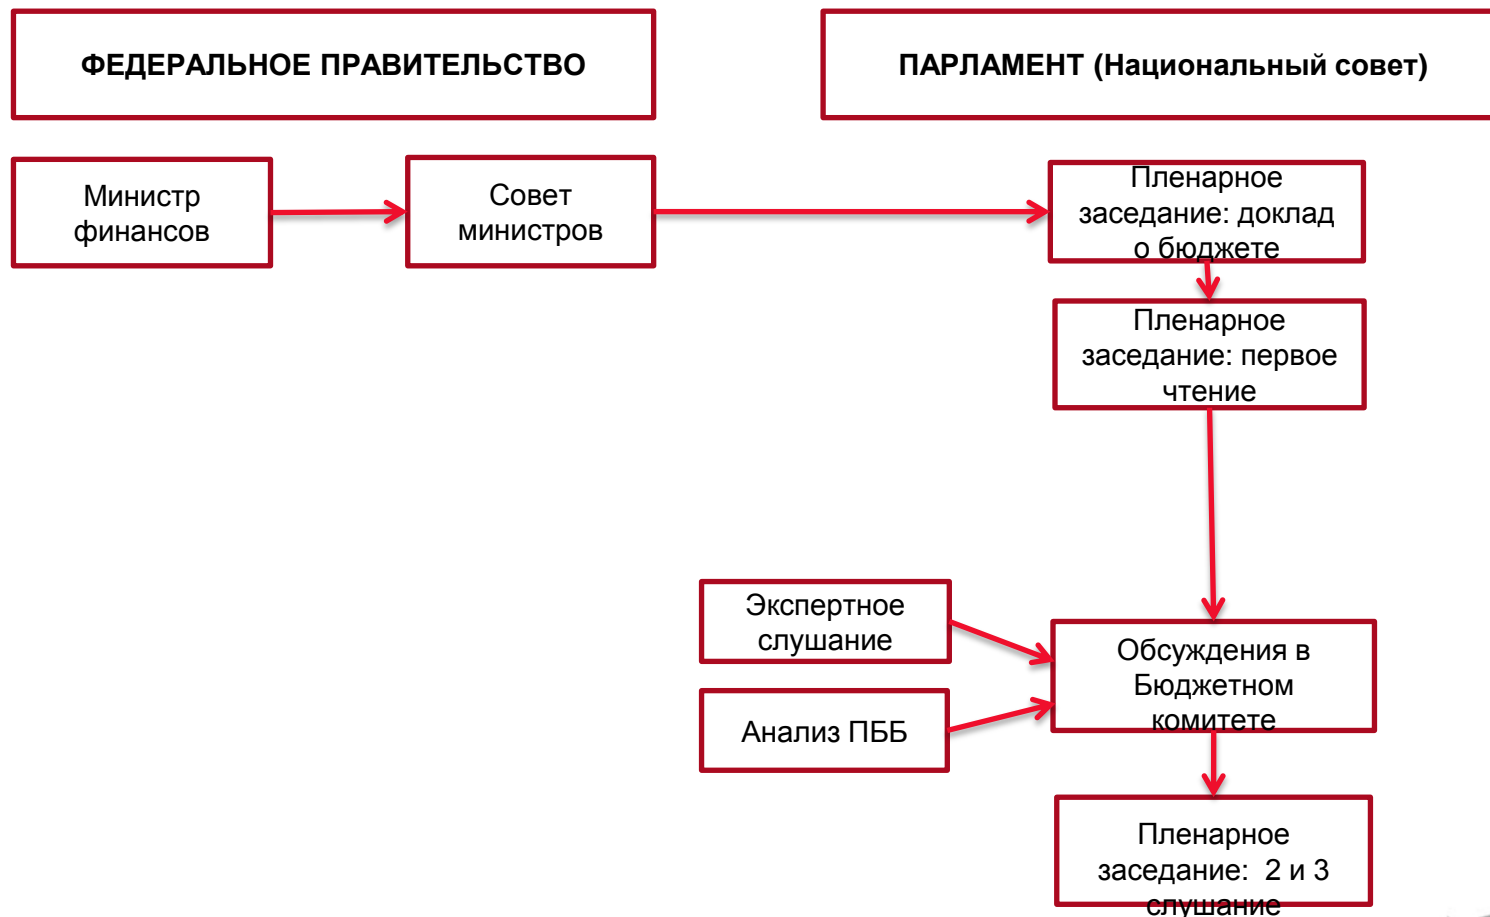 ФЕДЕРАЛЬНОЕ ПРАВИТЕЛЬСТВО
ПАРЛАМЕНТ (Национальный совет)
Министр
финансов
Совет
министров
Пленарное
заседание: доклад
о бюджете
Пленарное
заседание: первое
чтение
Экспертное
слушание
Анализ ПББ
Обсуждения в
Бюджетном
комитете
Пленарное
заседание: 2 и 3
слушание